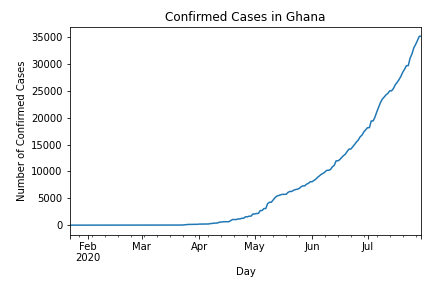 Confirmed Cases in Ghana
Number of Confirmed Cases
35000
30000
25000
20000
15000
10000
5000
0
Feb Mar Apr May Jun Jul
2020
Day